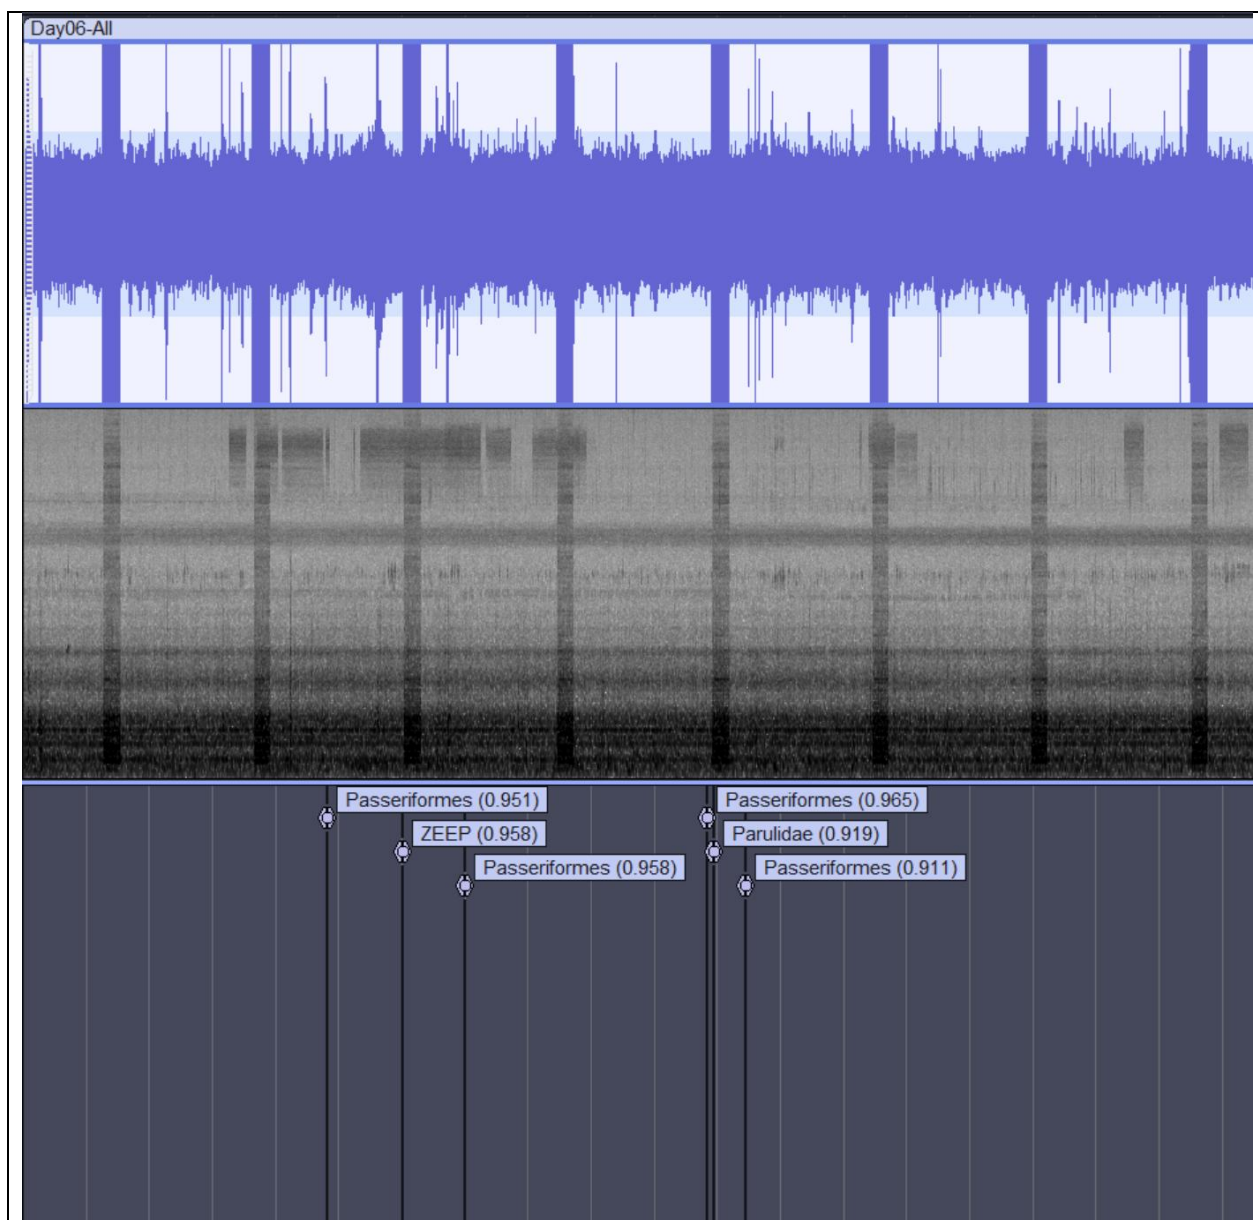 Day06-All
Passeriformes (0.951)
Passeriformes (0.965)
ZEEP (0.958)
Parulidae (0.919)
Passeriformes (0.958)
Passeriformes (0.911)